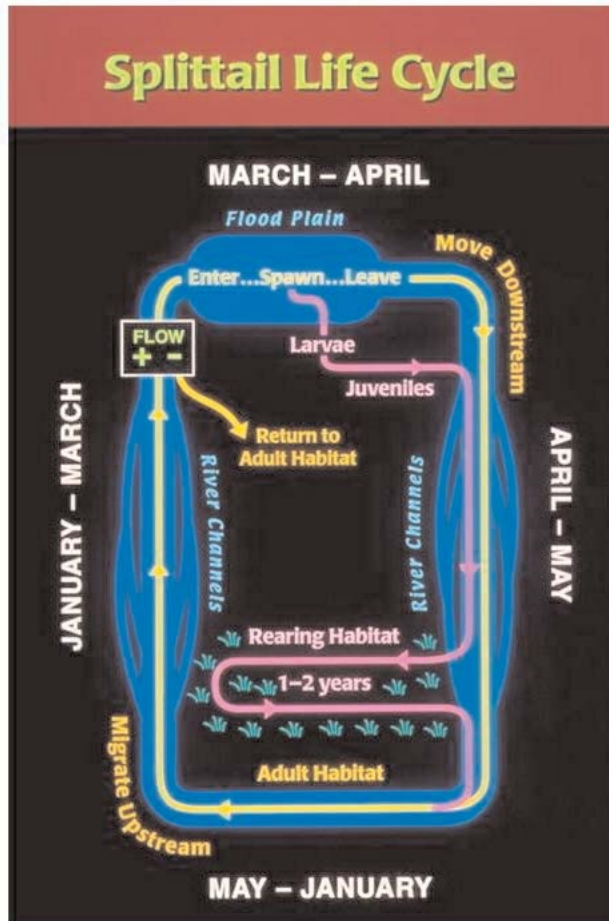 Splittail Life Cycle
MARCH – APRIL
Flood Plain
Enter...Spawn...Leave
Move Downstream
FLOW
+ -
Larvae
Juveniles
Return to
Adult Habitat
JANUARY – MARCH
River Channels
River Channels
APRIL – MAY
Rearing Habitat
1–2 years
Adult Habitat
Migrate Upstream
MAY – JANUARY